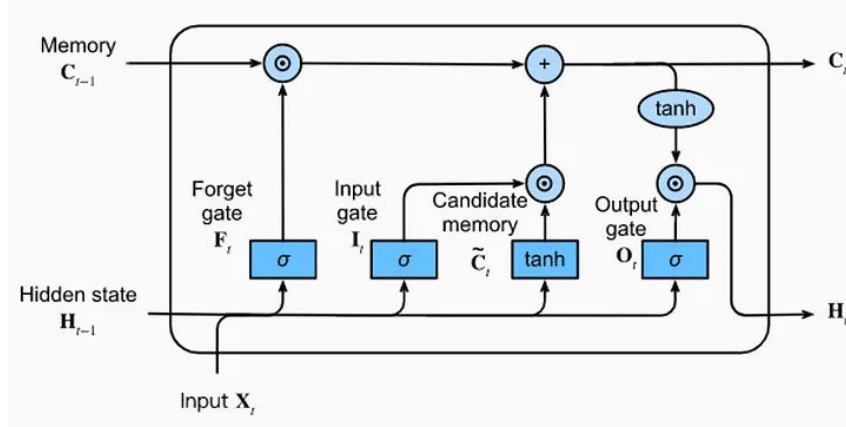 Memory
C_{t-1}
C_t
tanh
Forget
gate
F_t
Input
gate
I_t
Candidate
memory
C̃_t
Output
gate
O_t
σ
σ
tanh
σ
Hidden state
H_{t-1}
H_t
Input X_t